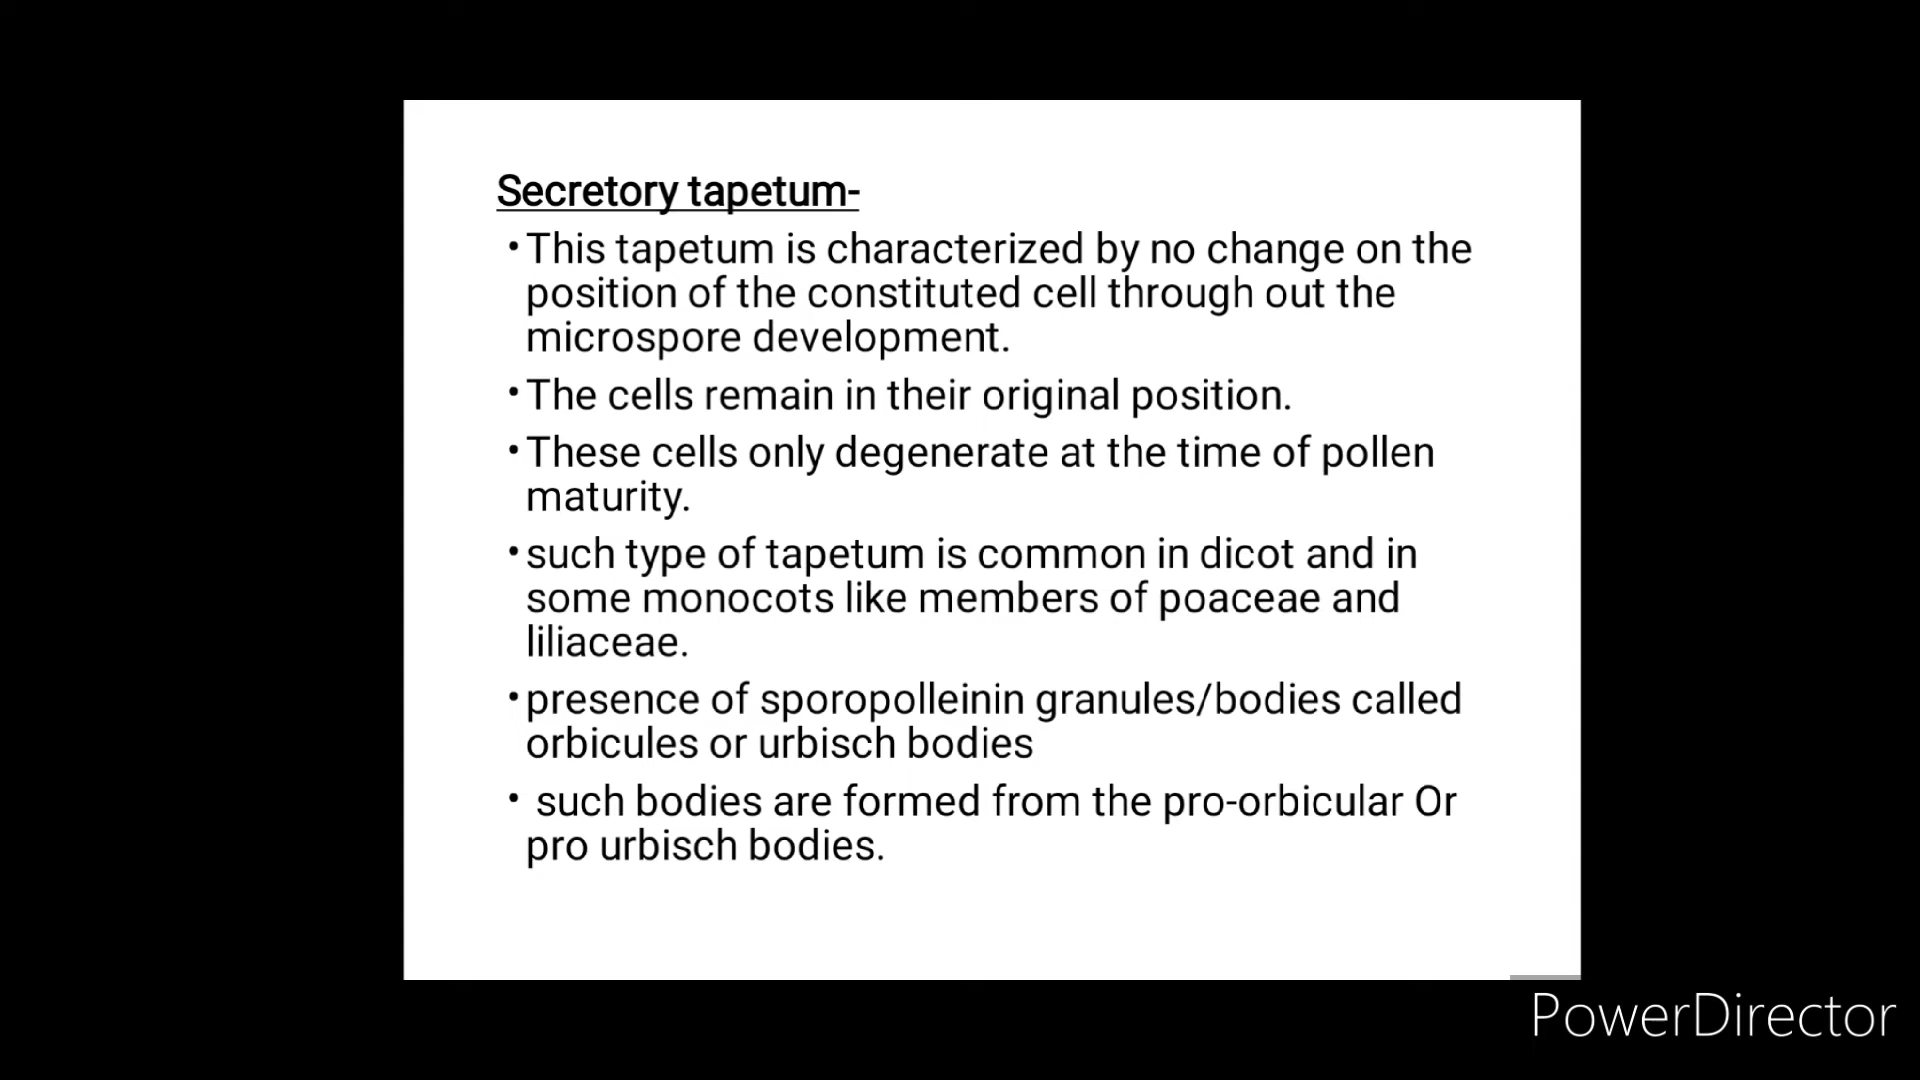 Secretory tapetum-
•This tapetum is characterized by no change on the
position of the constituted cell through out the
microspore development.
•The cells remain in their original position.
•These cells only degenerate at the time of pollen
maturity.
•such type of tapetum is common in dicot and in
some monocots like members of poaceae and
liliaceae.
•presence of sporopolleinin granules/bodies called
orbicules or urbisch bodies
• such bodies are formed from the pro-orbicular Or
pro urbisch bodies.
PowerDirector